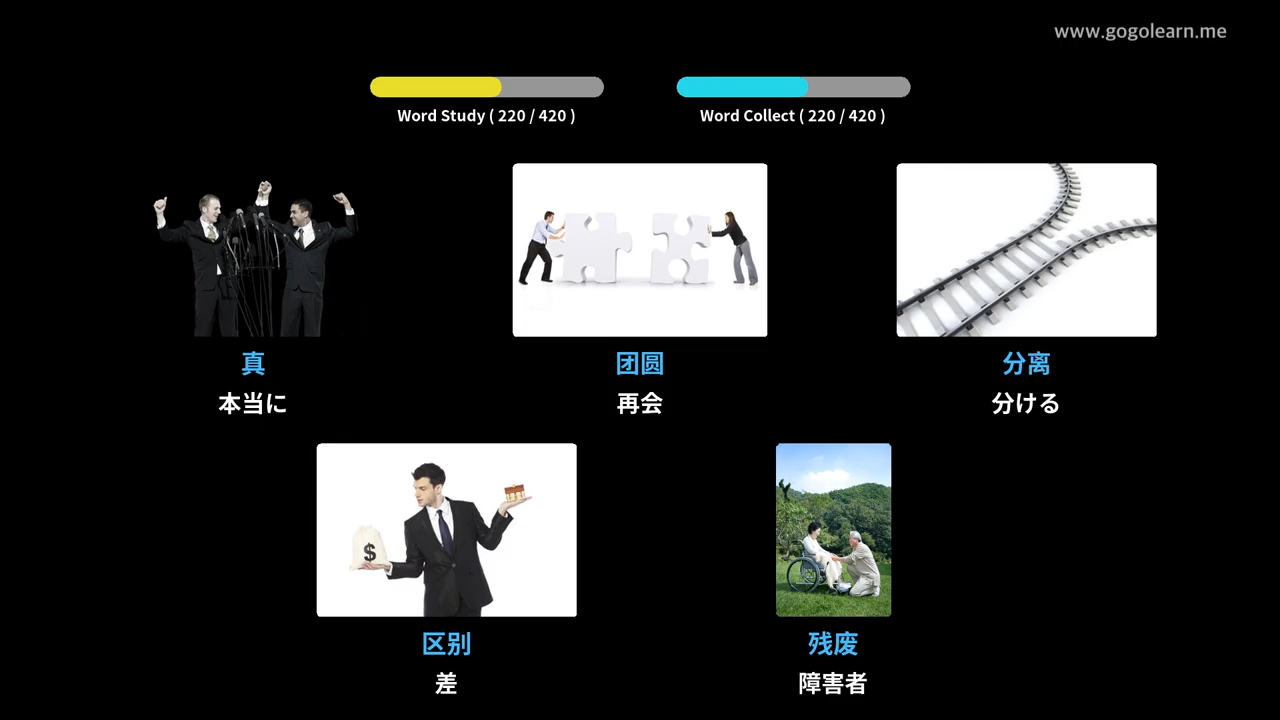 www.gogolearn.me
Word Study ( 220 / 420 )
Word Collect ( 220 / 420 )
真
本当に
团圆
再会
分离
分ける
$
区别
差
残废
障害者